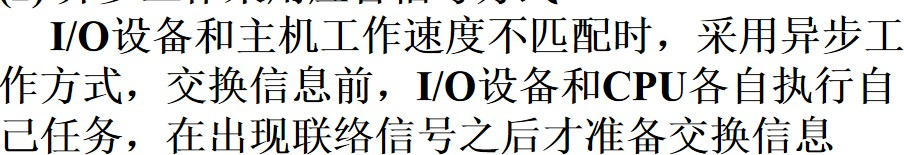 I/O设备和主机工作速度不匹配时，采用异步工
作方式，交换信息前，I/O设备和CPU各自执行自
己任务，在出现联络信号之后才准备交换信息